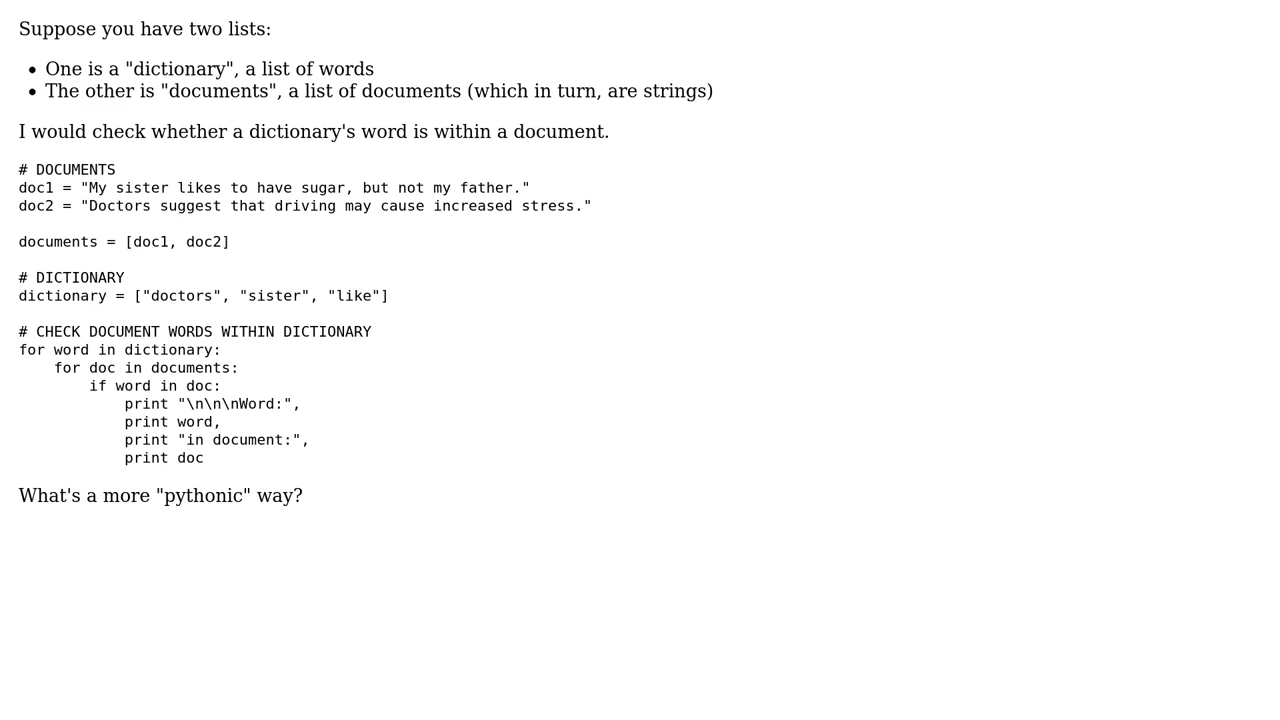 Suppose you have two lists:
• One is a "dictionary", a list of words
• The other is "documents", a list of documents (which in turn, are strings)
I would check whether a dictionary's word is within a document.
# DOCUMENTS
doc1 = "My sister likes to have sugar, but not my father."
doc2 = "Doctors suggest that driving may cause increased stress."
documents = [doc1, doc2]
# DICTIONARY
dictionary = ["doctors", "sister", "like"]
# CHECK DOCUMENT WORDS WITHIN DICTIONARY
for word in dictionary:
    for doc in documents:
        if word in doc:
            print "\n\n\nWord:",
            print word,
            print "in document:",
            print doc
What's a more "pythonic" way?